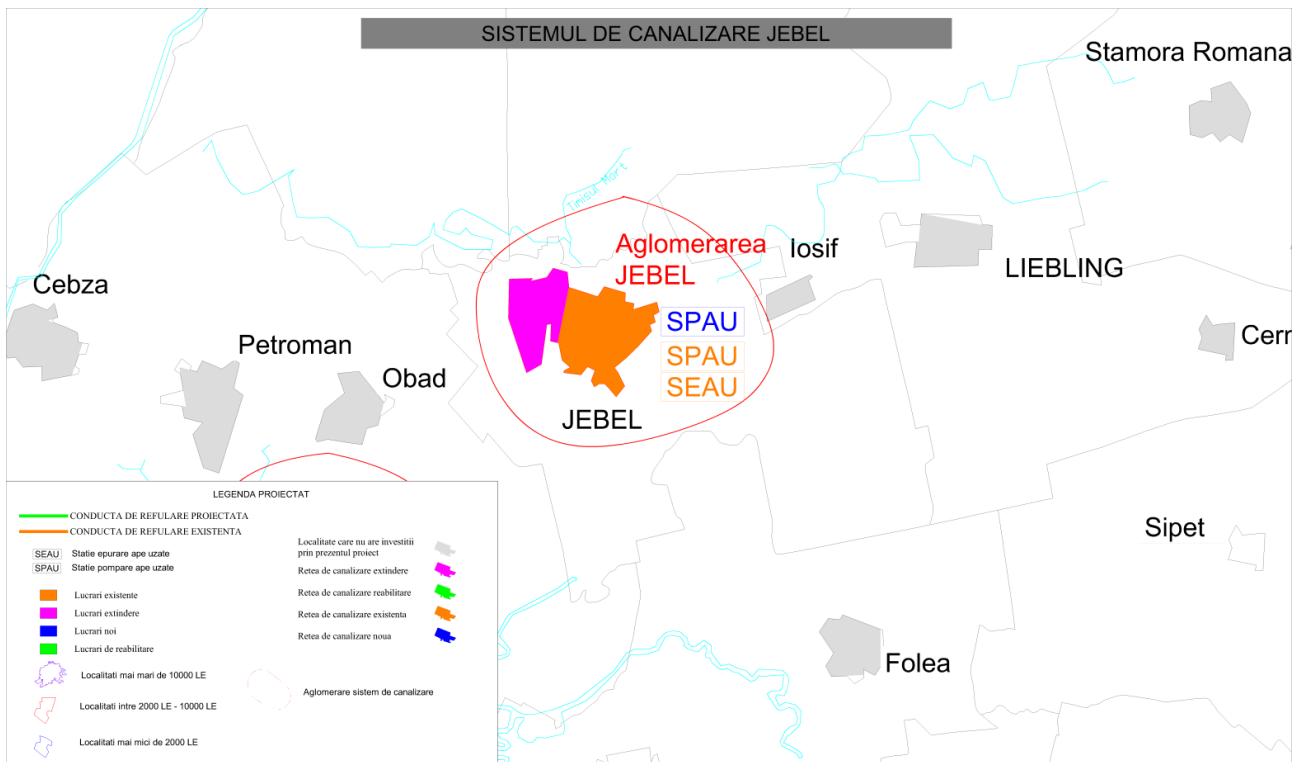 SISTEMUL DE CANALIZARE JEBEL
Stamora Romana
Timisul Mort
Aglomerarea
JEBEL
Iosif
LIEBLING
Cebza
SPAU
Cerr
Petroman
SPAU
Obad
SEAU
JEBEL
LEGENDA PROIECTAT
CONDUCTA DE REFULARE PROIECTATA
CONDUCTA DE REFULARE EXISTENTA
SEAU Statie epurare ape uzate
SPAU Statie pompare ape uzate
Lucrari existente
Lucrari extindere
Lucrari noi
Lucrari de reabilitare
Localitati mai mari de 10000 LE
Localitati intre 2000 LE - 10000 LE
Localitati mai mici de 2000 LE
Localitate care nu are investitii
prin prezentul proiect
Retea de canalizare extindere
Retea de canalizare reabilitare
Retea de canalizare existenta
Retea de canalizare noua
Aglomerare sistem de canalizare
Sipet
Folea